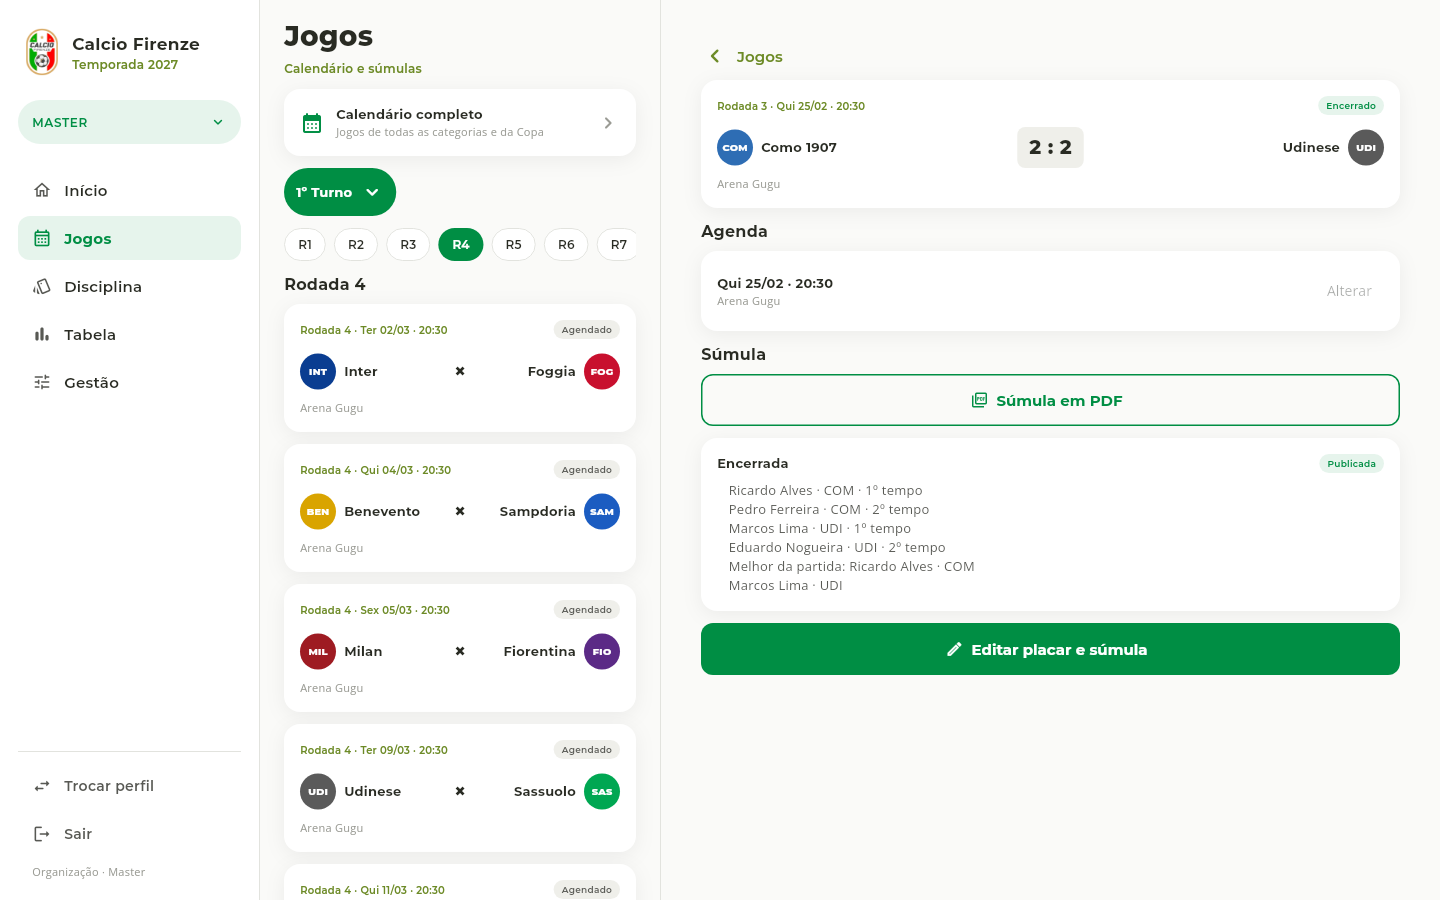 Calcio Firenze
Temporada 2027
MASTER
Início
Jogos
Disciplina
Tabela
Gestão
Trocar perfil
Sair
Organização · Master
Jogos
Calendário e súmulas
Calendário completo
Jogos de todas as categorias e da Copa
1º Turno
R1 R2 R3 R4 R5 R6 R7
Rodada 4
Rodada 4 · Ter 02/03 · 20:30 Agendado
INT Inter × Foggia FOG
Arena Gugu
Rodada 4 · Qui 04/03 · 20:30 Agendado
BEN Benevento × Sampdoria SAM
Arena Gugu
Rodada 4 · Sex 05/03 · 20:30 Agendado
MIL Milan × Fiorentina FIO
Arena Gugu
Rodada 4 · Ter 09/03 · 20:30 Agendado
UDI Udinese × Sassuolo SAS
Arena Gugu
Rodada 4 · Qui 11/03 · 20:30 Agendado
Jogos
Rodada 3 · Qui 25/02 · 20:30 Encerrado
COM Como 1907 2 : 2 Udinese UDI
Arena Gugu
Agenda
Qui 25/02 · 20:30
Arena Gugu
Alterar
Súmula
Súmula em PDF
Encerrada Publicada
Ricardo Alves · COM · 1º tempo
Pedro Ferreira · COM · 2º tempo
Marcos Lima · UDI · 1º tempo
Eduardo Nogueira · UDI · 2º tempo
Melhor da partida: Ricardo Alves · COM
Marcos Lima · UDI
Editar placar e súmula